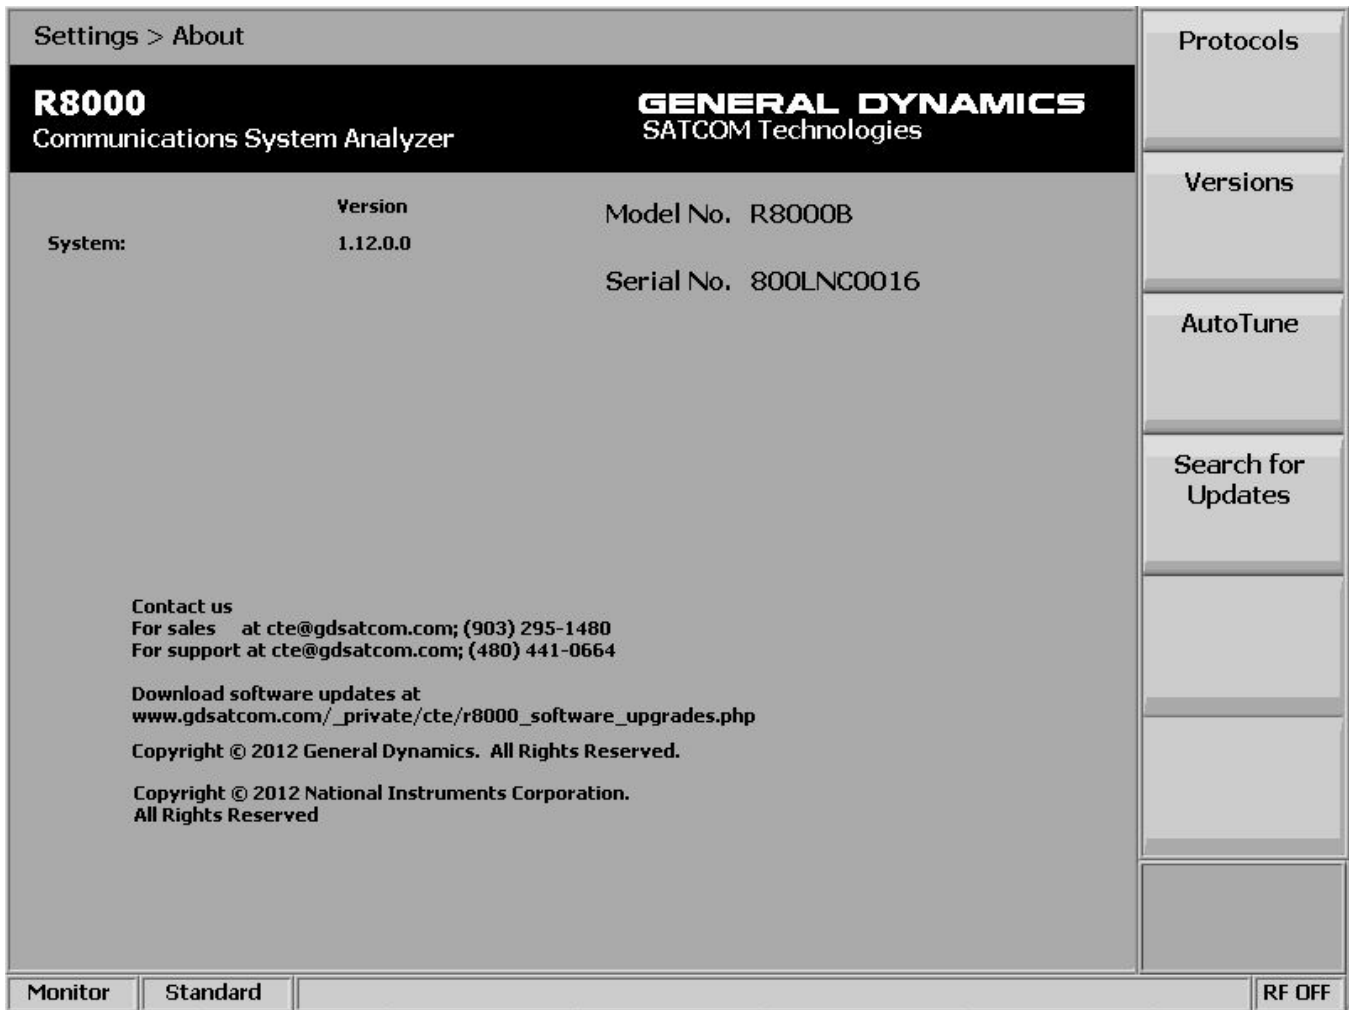 Settings > About
R8000
Communications System Analyzer
GENERAL DYNAMICS
SATCOM Technologies
Version
System: 1.12.0.0
Model No. R8000B
Serial No. 800LNC0016
Contact us
For sales at cte@gdsatcom.com; (903) 295-1480
For support at cte@gdsatcom.com; (480) 441-0664
Download software updates at
www.gdsatcom.com/_private/cte/r8000_software_upgrades.php
Copyright © 2012 General Dynamics. All Rights Reserved.
Copyright © 2012 National Instruments Corporation.
All Rights Reserved
Protocols
Versions
AutoTune
Search for
Updates
Monitor
Standard
RF OFF